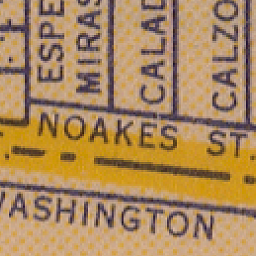 ESPE
MIRAS
CALAD
CALZO
NOAKES ST.
WASHINGTON